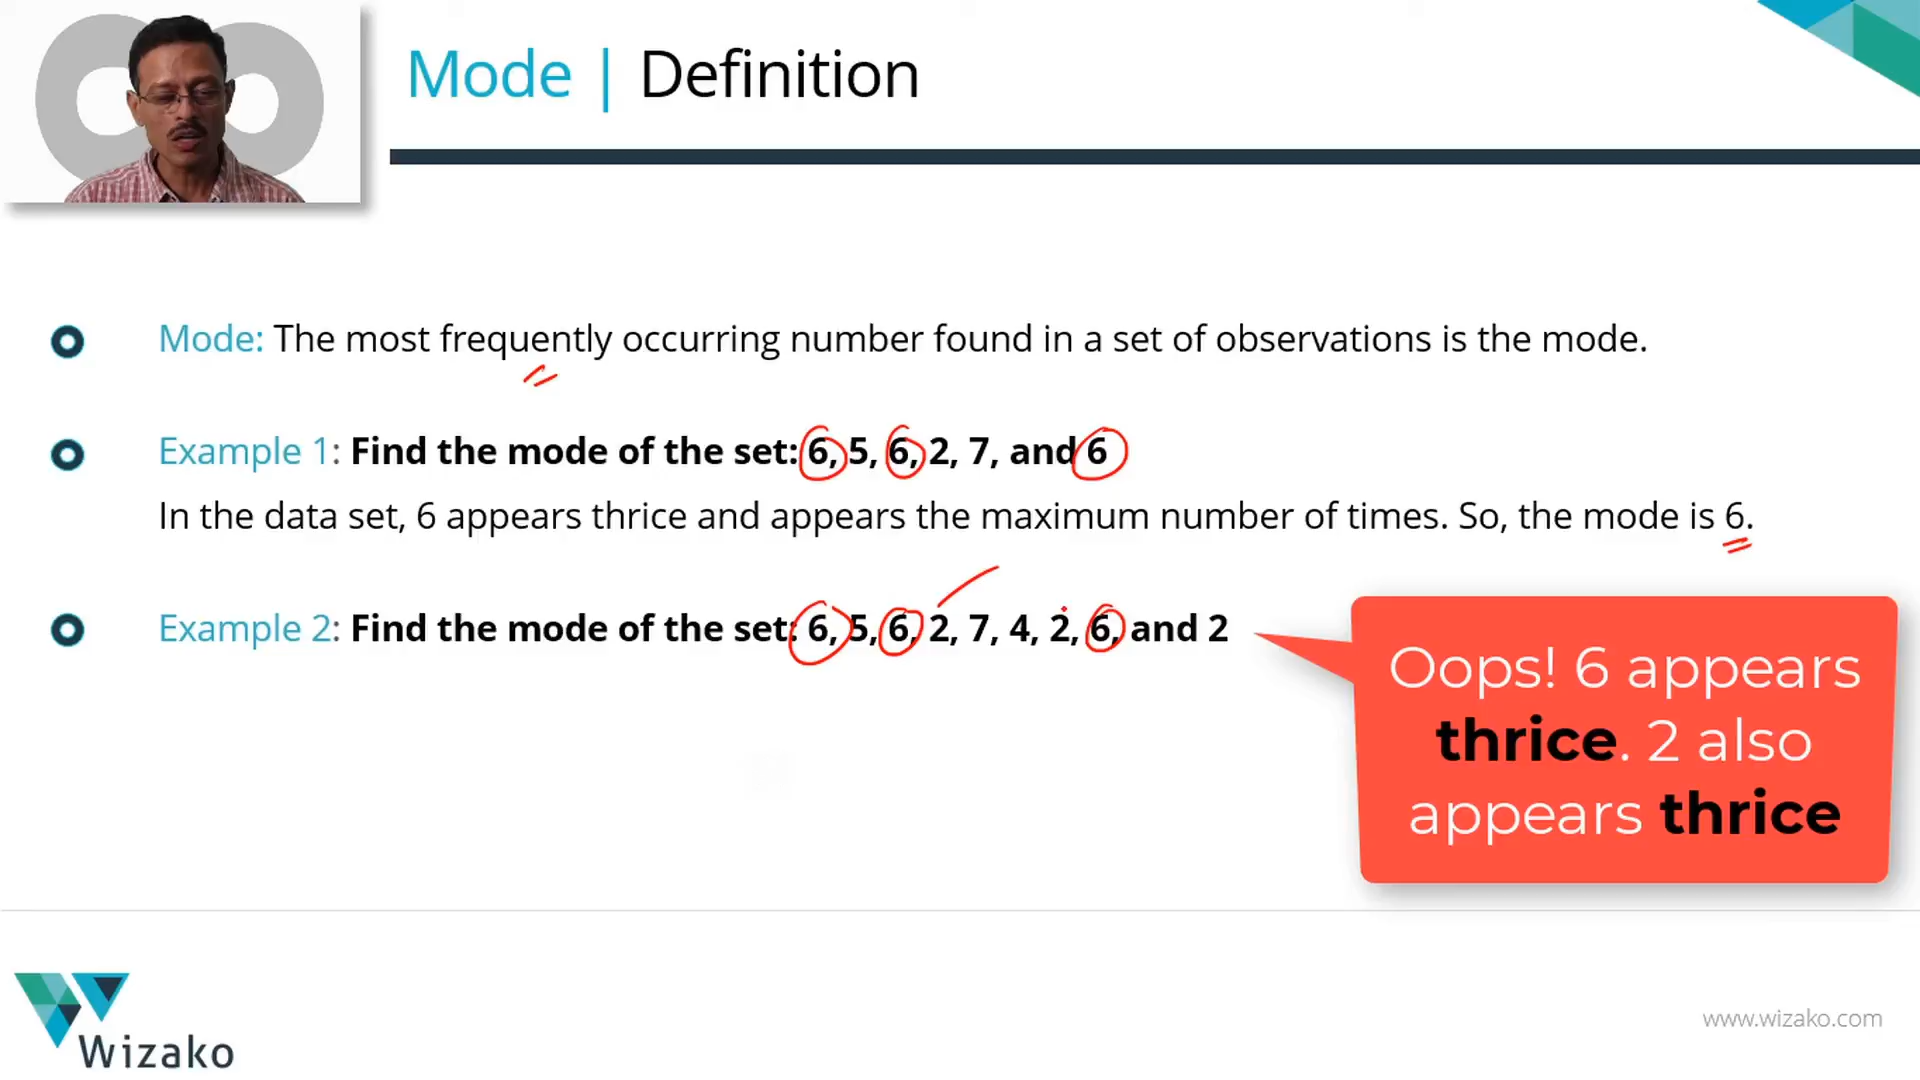 Mode | Definition
Mode: The most frequently occurring number found in a set of observations is the mode.
Example 1: Find the mode of the set: 6, 5, 6, 2, 7, and 6
In the data set, 6 appears thrice and appears the maximum number of times. So, the mode is 6.
Example 2: Find the mode of the set: 6, 5, 6, 2, 7, 4, 2, 6, and 2
Oops! 6 appears
thrice. 2 also
appears thrice
Wizako
www.wizako.com